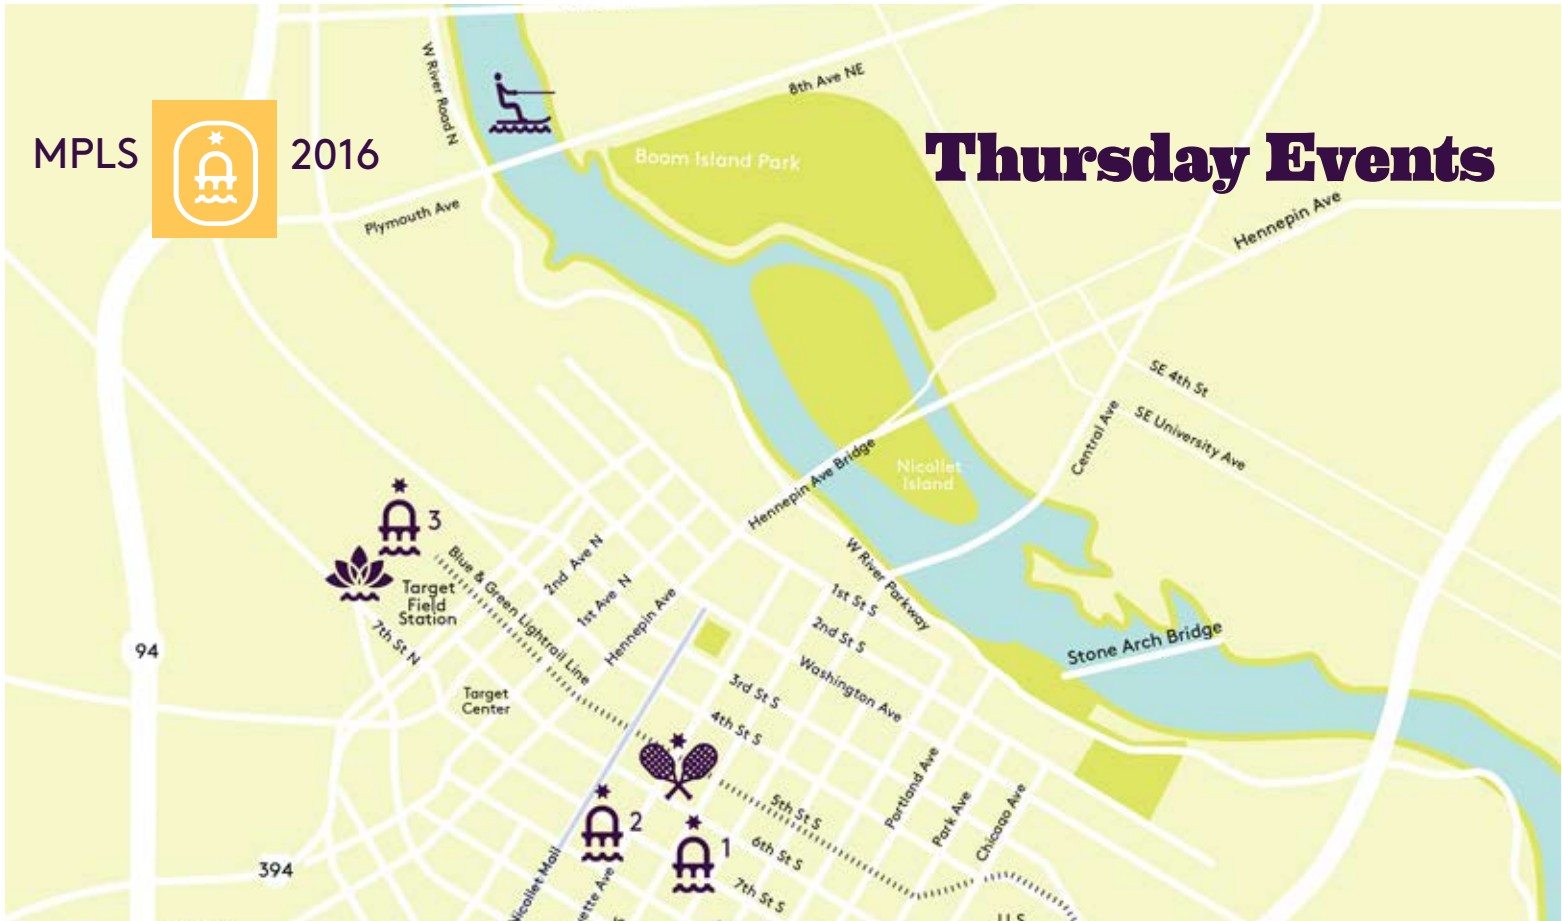 MPLS 2016
Thursday Events
W River Road N
8th Ave NE
Boom Island Park
Plymouth Ave
Hennepin Ave
SE 4th St
SE University Ave
Central Ave
Nicollet
Island
Hennepin Ave Bridge
W River Parkway
Stone Arch Bridge
3
Target
Field
Station
Blue & Green Lightrail Line
2nd Ave N
1st Ave N
Hennepin Ave
7th St N
94
Target
Center
1st St S
2nd St S
Washington Ave
3rd St S
4th St S
5th St S
6th St S
7th St S
Portland Ave
Park Ave
Chicago Ave
2
1
394
Nicollet Mall
U.S.